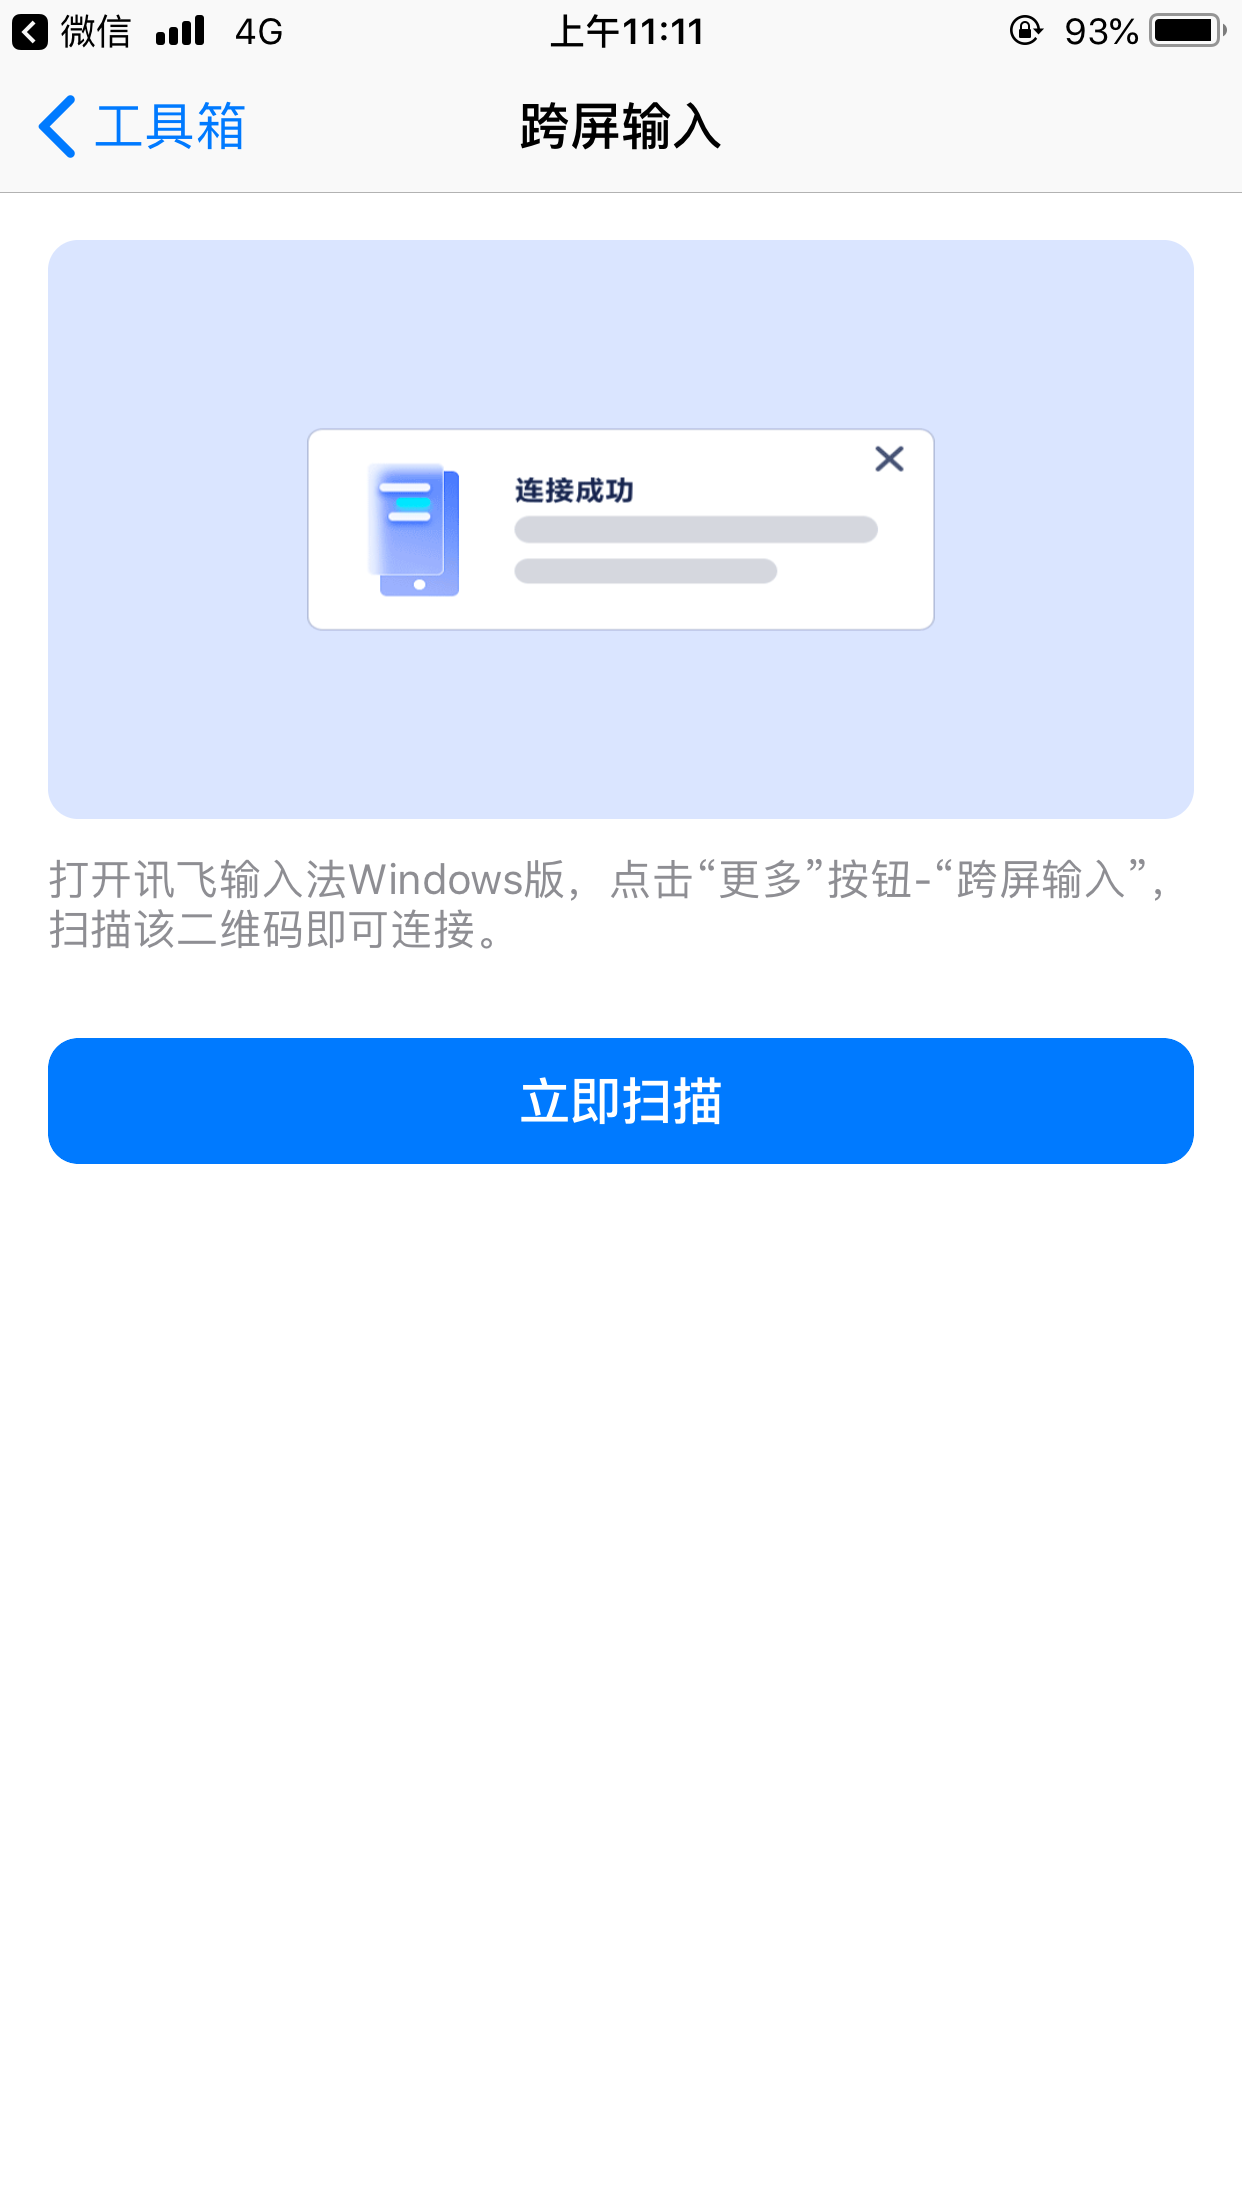 微信 4G 上午11:11 93%
工具箱 跨屏输入
连接成功
打开讯飞输入法Windows版，点击“更多”按钮-“跨屏输入”，
扫描该二维码即可连接。
立即扫描